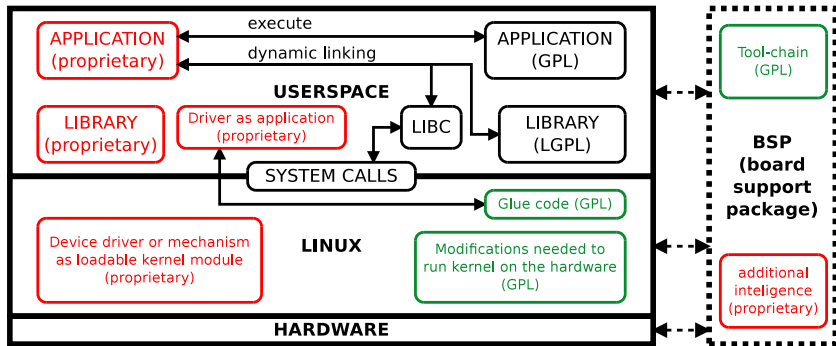 APPLICATION
(proprietary)
execute
dynamic linking
APPLICATION
(GPL)
USERSPACE
LIBRARY
(proprietary)
Driver as application
(proprietary)
LIBC
LIBRARY
(LGPL)
SYSTEM CALLS
Glue code (GPL)
Device driver or mechanism
as loadable kernel module
(proprietary)
LINUX
Modifications needed to
run kernel on the hardware
(GPL)
HARDWARE
Tool-chain
(GPL)
BSP
(board
support
package)
additional
inteligence
(proprietary)